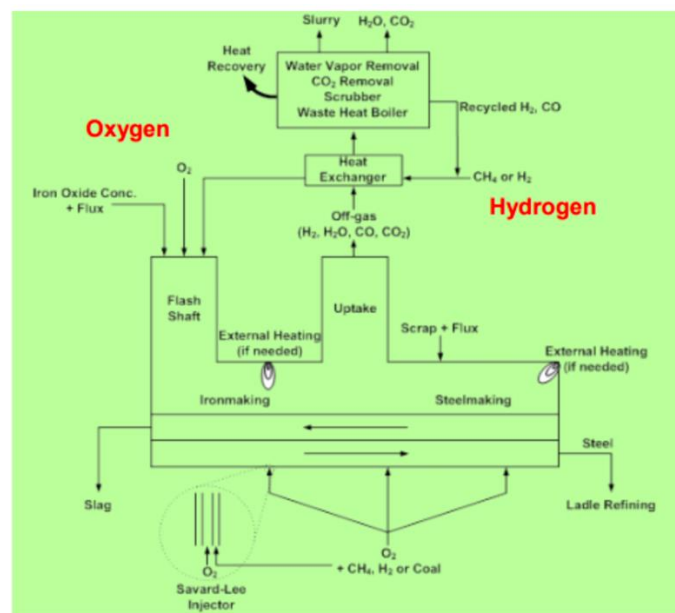 Slurry
H₂O, CO₂
Heat
Recovery
Water Vapor Removal
CO₂ Removal
Scrubber
Waste Heat Boiler
Recycled H₂, CO
Oxygen
O₂
Heat
Exchanger
CH₄ or H₂
Iron Oxide Conc.
+ Flux
Hydrogen
Off-gas
(H₂, H₂O, CO, CO₂)
Flash
Shaft
Uptake
External Heating
(if needed)
Scrap + Flux
External Heating
(if needed)
Ironmaking
Steelmaking
Steel
Slag
Ladle Refining
O₂
+ CH₄, H₂ or Coal
O₂
Savard-Lee
Injector